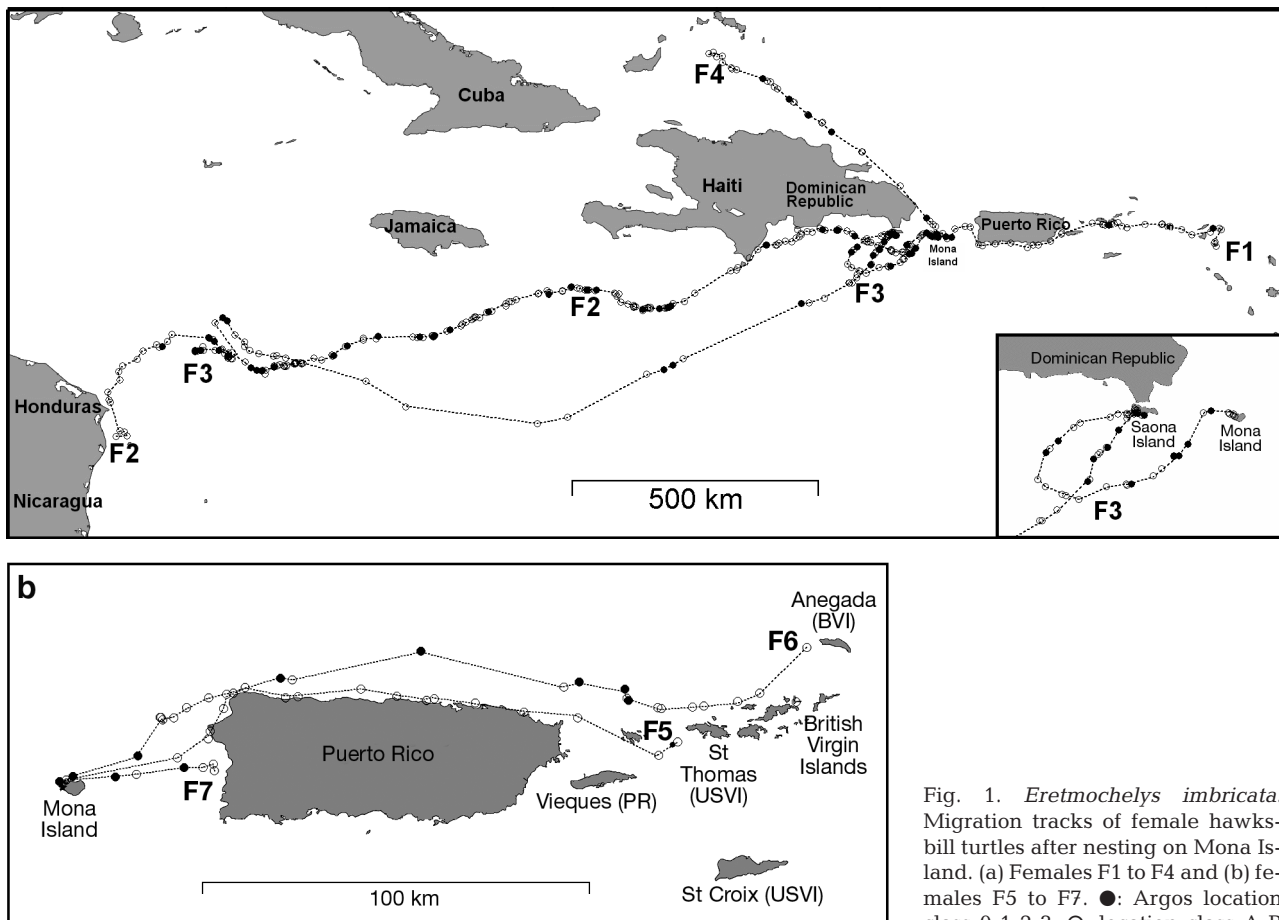 Cuba
F4
Haiti
Dominican
Republic
Jamaica
Puerto Rico
Mona
Island
F1
F3
F2
F3
Honduras
F2
Nicaragua
500 km
Dominican Republic
Saona
Island
Mona
Island
F3
b
Anegada
(BVI)
F6
F5
British
Virgin
Islands
Puerto Rico
St
Thomas
(USVI)
F7
Vieques (PR)
Mona
Island
St Croix (USVI)
100 km
Fig. 1. Eretmochelys imbricata.
Migration tracks of female hawks-
bill turtles after nesting on Mona Is-
land. (a) Females F1 to F4 and (b) fe-
males F5 to F7. ●: Argos location